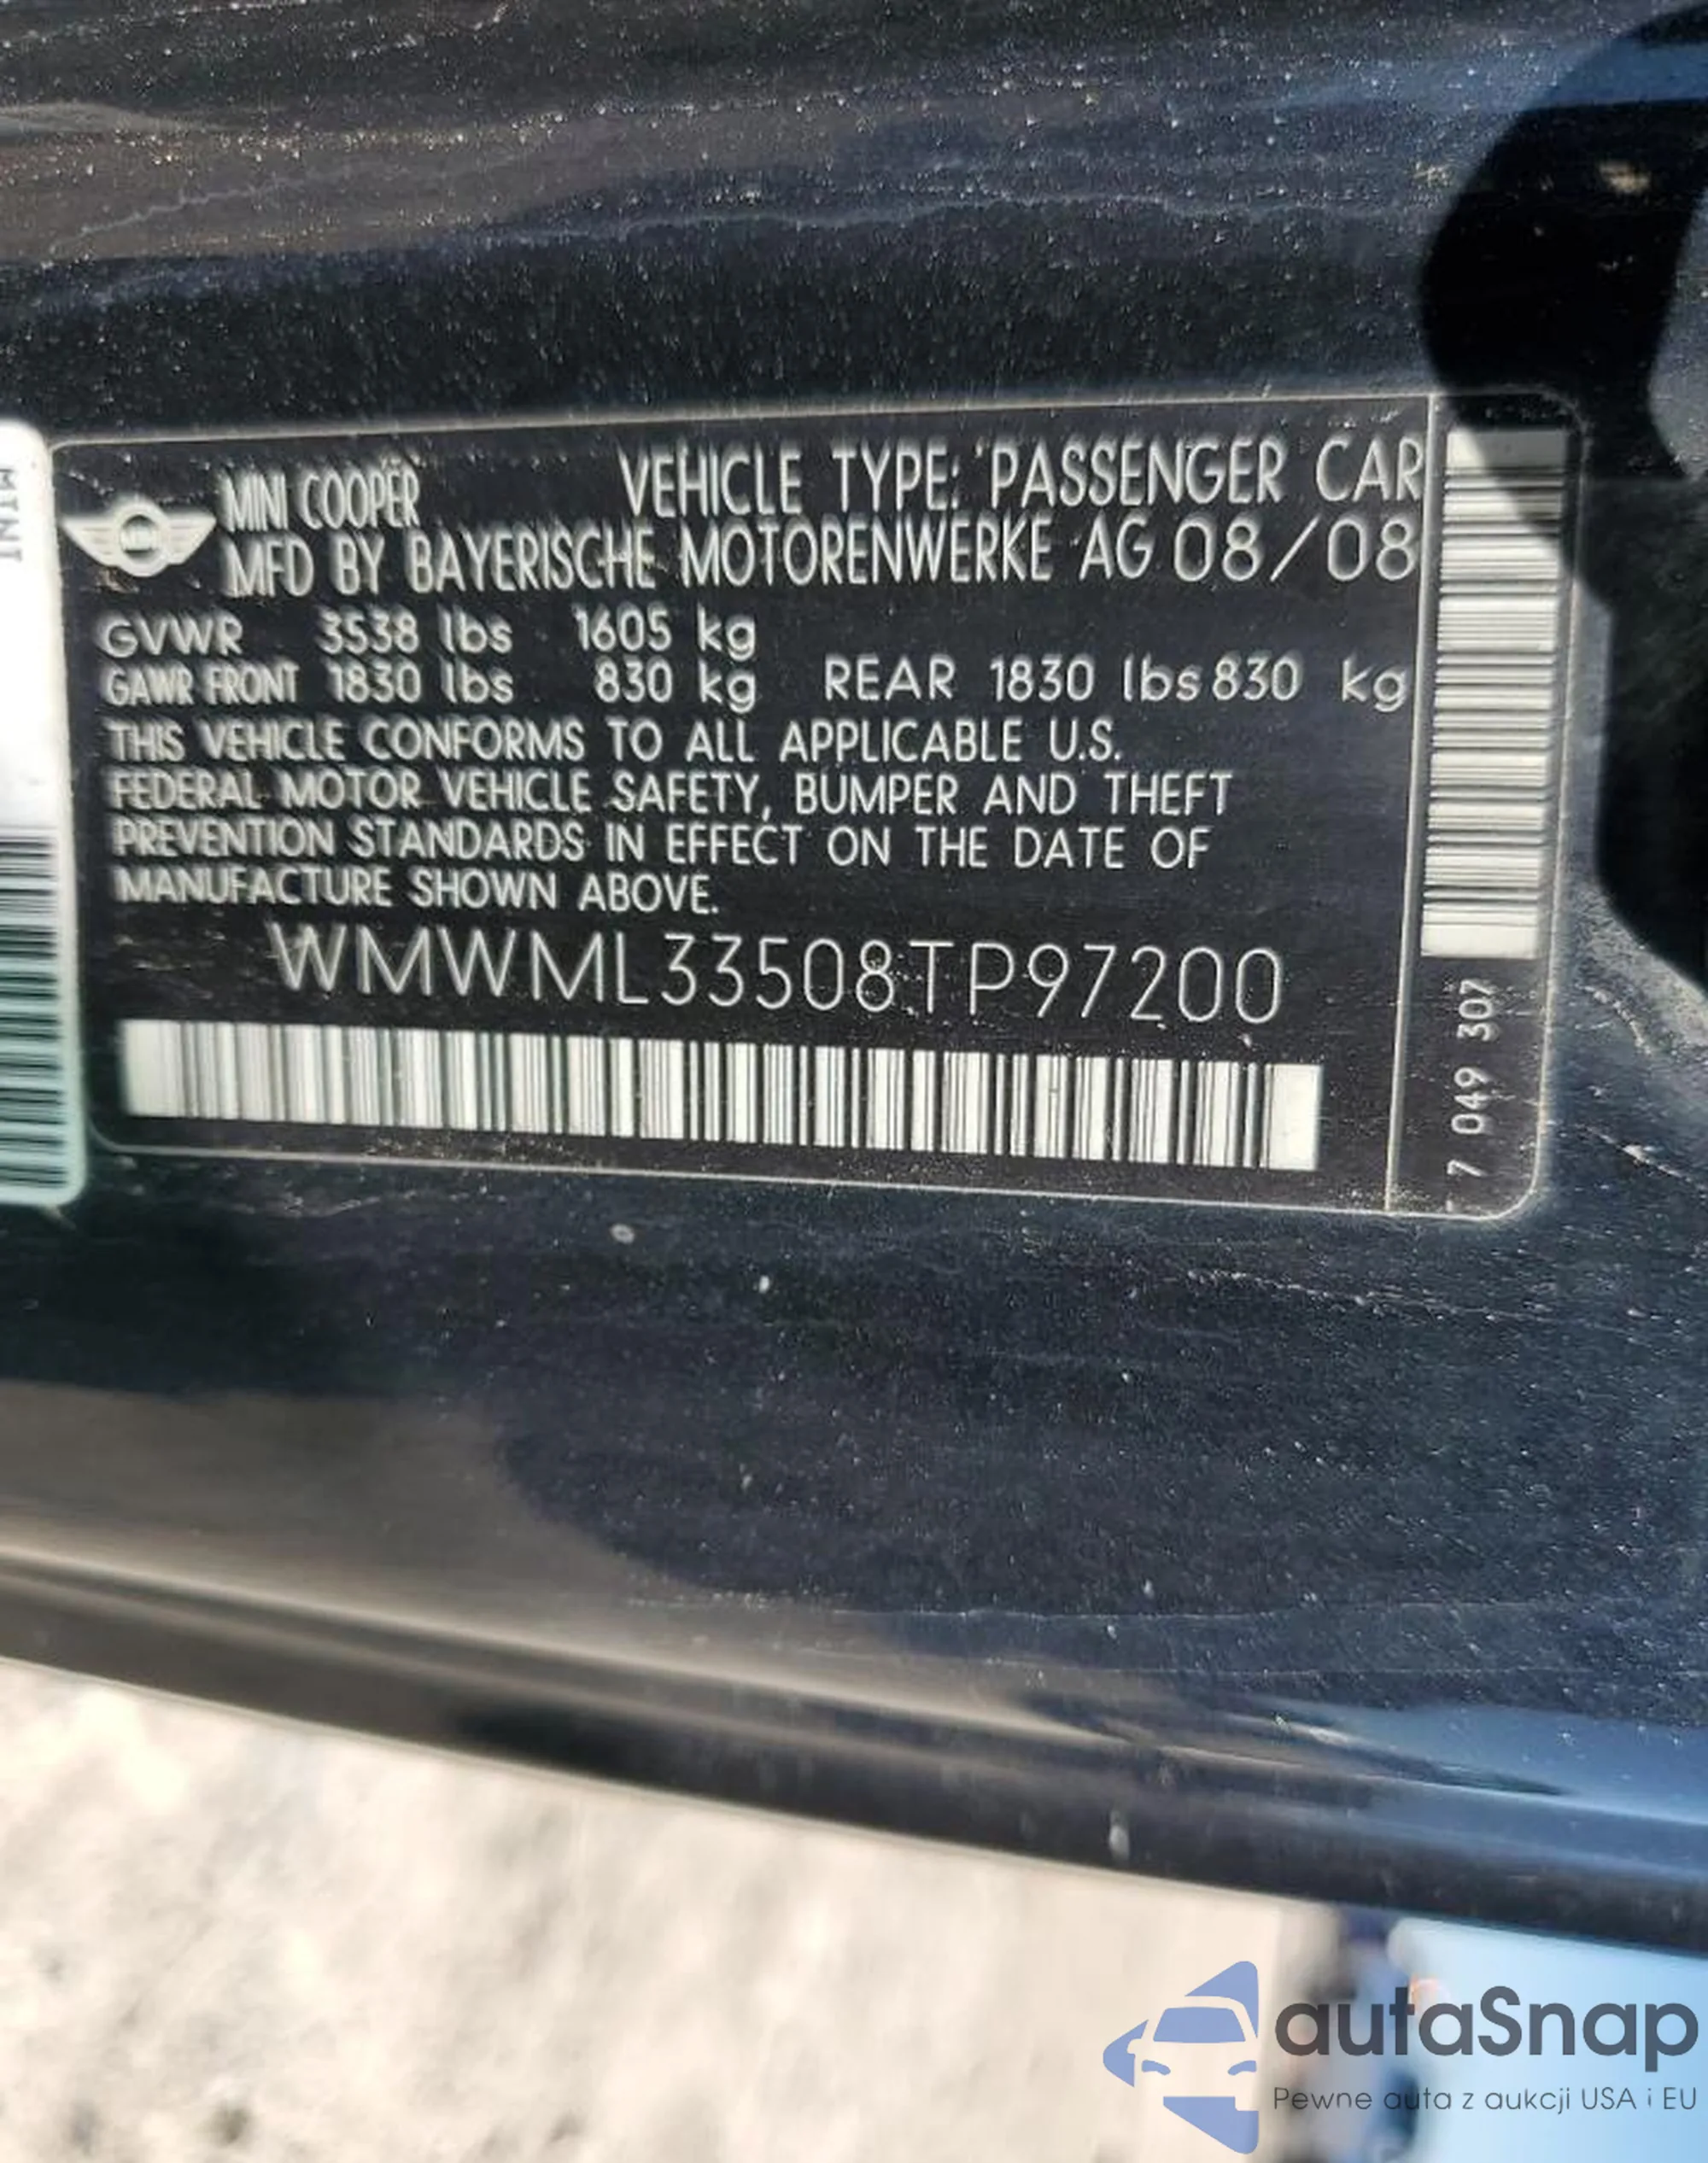 MINI
MINI COOPER VEHICLE TYPE: PASSENGER CAR
MFD BY BAYERISCHE MOTORENWERKE AG 08/08
GVWR 3538 lbs 1605 kg
GAWR FRONT 1830 lbs 830 kg REAR 1830 lbs 830 kg
THIS VEHICLE CONFORMS TO ALL APPLICABLE U.S.
FEDERAL MOTOR VEHICLE SAFETY, BUMPER AND THEFT
PREVENTION STANDARDS IN EFFECT ON THE DATE OF
MANUFACTURE SHOWN ABOVE.
WMWML33508TP97200
7 049 307
autaSnap
Pewne auta z aukcji USA i EU